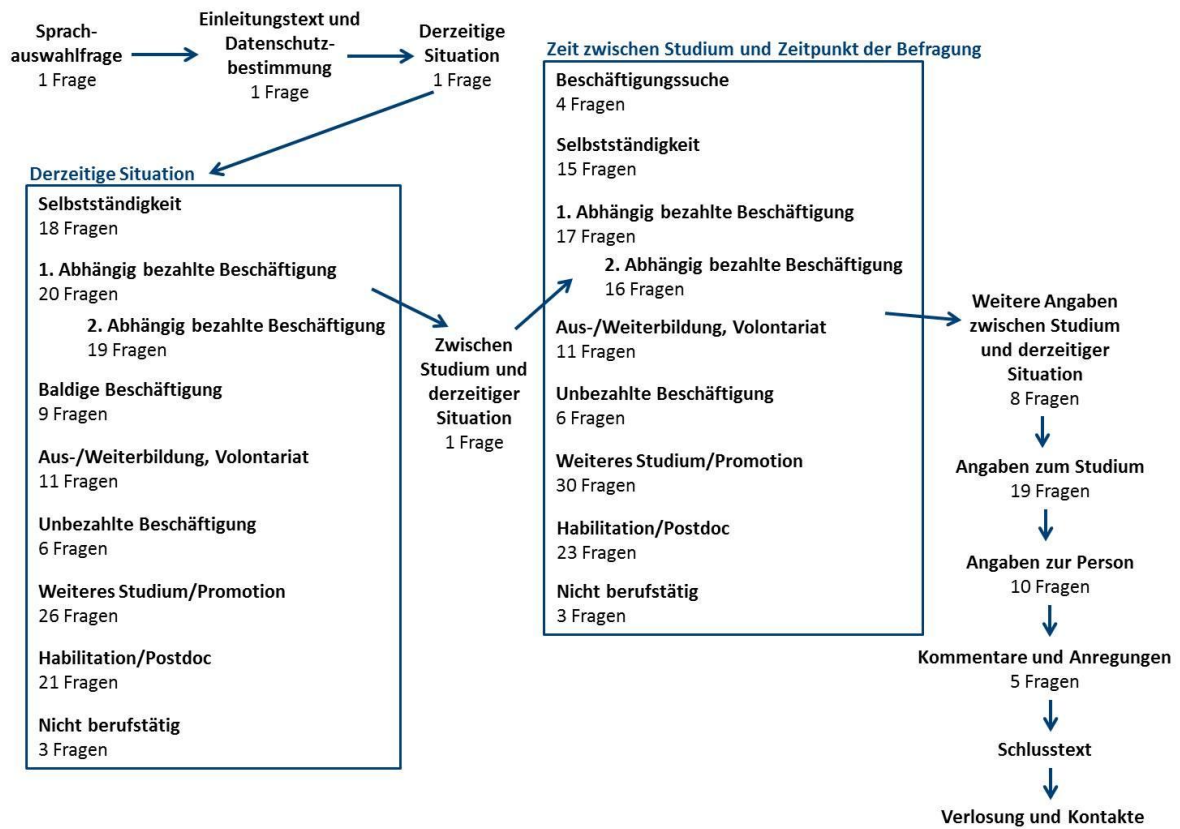 Sprach-
auswahlfrage
1 Frage
Einleitungstext und
Datenschutz-
bestimmung
1 Frage
Derzeitige
Situation
1 Frage
Derzeitige Situation
Selbstständigkeit
18 Fragen
1. Abhängig bezahlte Beschäftigung
20 Fragen
2. Abhängig bezahlte Beschäftigung
19 Fragen
Baldige Beschäftigung
9 Fragen
Aus-/Weiterbildung, Volontariat
11 Fragen
Unbezahlte Beschäftigung
6 Fragen
Weiteres Studium/Promotion
26 Fragen
Habilitation/Postdoc
21 Fragen
Nicht berufstätig
3 Fragen
Zwischen
Studium und
derzeitiger
Situation
1 Frage
Zeit zwischen Studium und Zeitpunkt der Befragung
Beschäftigungssuche
4 Fragen
Selbstständigkeit
15 Fragen
1. Abhängig bezahlte Beschäftigung
17 Fragen
2. Abhängig bezahlte Beschäftigung
16 Fragen
Aus-/Weiterbildung, Volontariat
11 Fragen
Unbezahlte Beschäftigung
6 Fragen
Weiteres Studium/Promotion
30 Fragen
Habilitation/Postdoc
23 Fragen
Nicht berufstätig
3 Fragen
Weitere Angaben
zwischen Studium
und derzeitiger
Situation
8 Fragen
Angaben zum Studium
19 Fragen
Angaben zur Person
10 Fragen
Kommentare und Anregungen
5 Fragen
Schlusstext
Verlosung und Kontakte